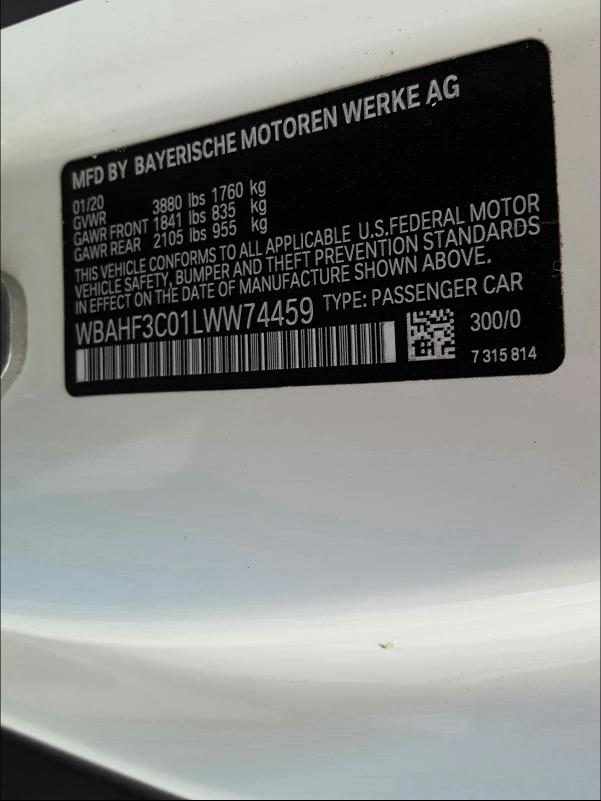 MFD BY BAYERISCHE MOTOREN WERKE AG
01/20
GVWR 3880 lbs 1760 kg
GAWR FRONT 1841 lbs 835 kg
GAWR REAR 2105 lbs 955 kg
THIS VEHICLE CONFORMS TO ALL APPLICABLE U.S.FEDERAL MOTOR
VEHICLE SAFETY, BUMPER AND THEFT PREVENTION STANDARDS
IN EFFECT ON THE DATE OF MANUFACTURE SHOWN ABOVE.
WBAHF3C01LWW74459 TYPE: PASSENGER CAR
300/0
7 315 814